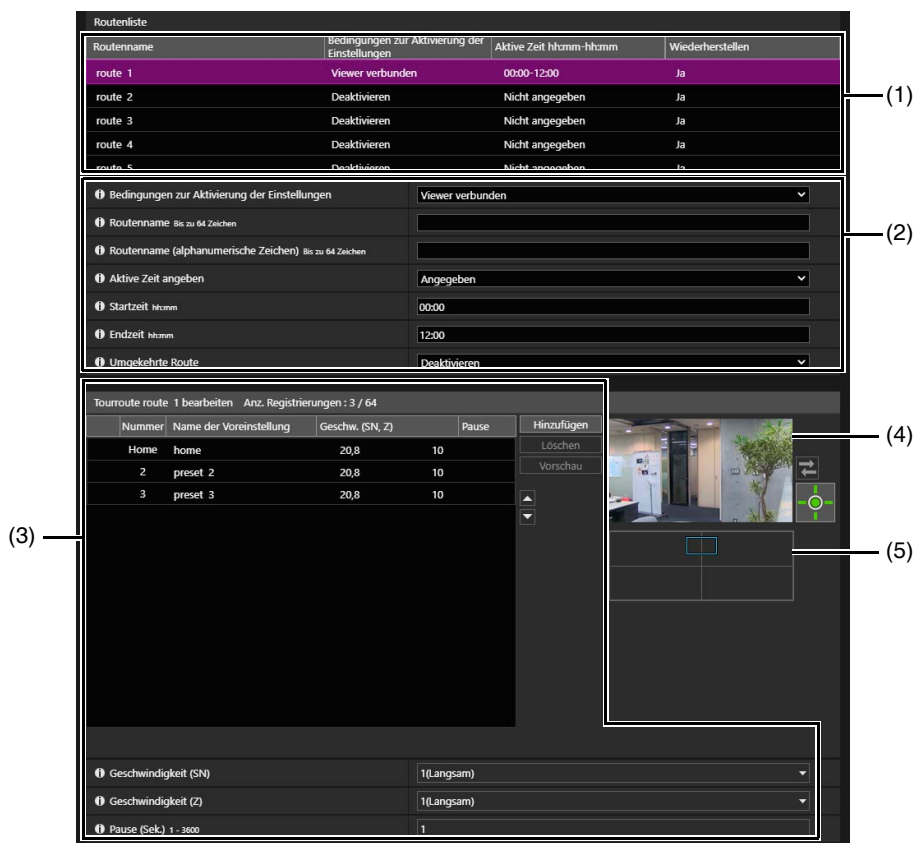 Routenliste
Routenname Bedingungen zur Aktivierung der Einstellungen Aktive Zeit hh:mm-hh:mm Wiederherstellen
route 1 Viewer verbunden 00:00-12:00 Ja
route 2 Deaktivieren Nicht angegeben Ja
route 3 Deaktivieren Nicht angegeben Ja
route 4 Deaktivieren Nicht angegeben Ja
route 5 Deaktivieren Nicht angegeben Ja
(1)
Bedingungen zur Aktivierung der Einstellungen Viewer verbunden
Routenname Bis zu 64 Zeichen
(2)
Routenname (alphanumerische Zeichen) Bis zu 64 Zeichen
Aktive Zeit angeben Angegeben
Startzeit hh:mm 00:00
Endzeit hh:mm 12:00
Umgekehrte Route Deaktivieren
Tourroute route 1 bearbeiten Anz. Registrierungen : 3 / 64
Nummer Name der Voreinstellung Geschw. (SN, Z) Pause Hinzufügen
(4)
Home home 20,8 10 Löschen
2 preset 2 20,8 10 Vorschau
3 preset 3 20,8 10
(3)
(5)
Geschwindigkeit (SN) 1(Langsam)
Geschwindigkeit (Z) 1(Langsam)
Pause (Sek.) 1 - 3600 1